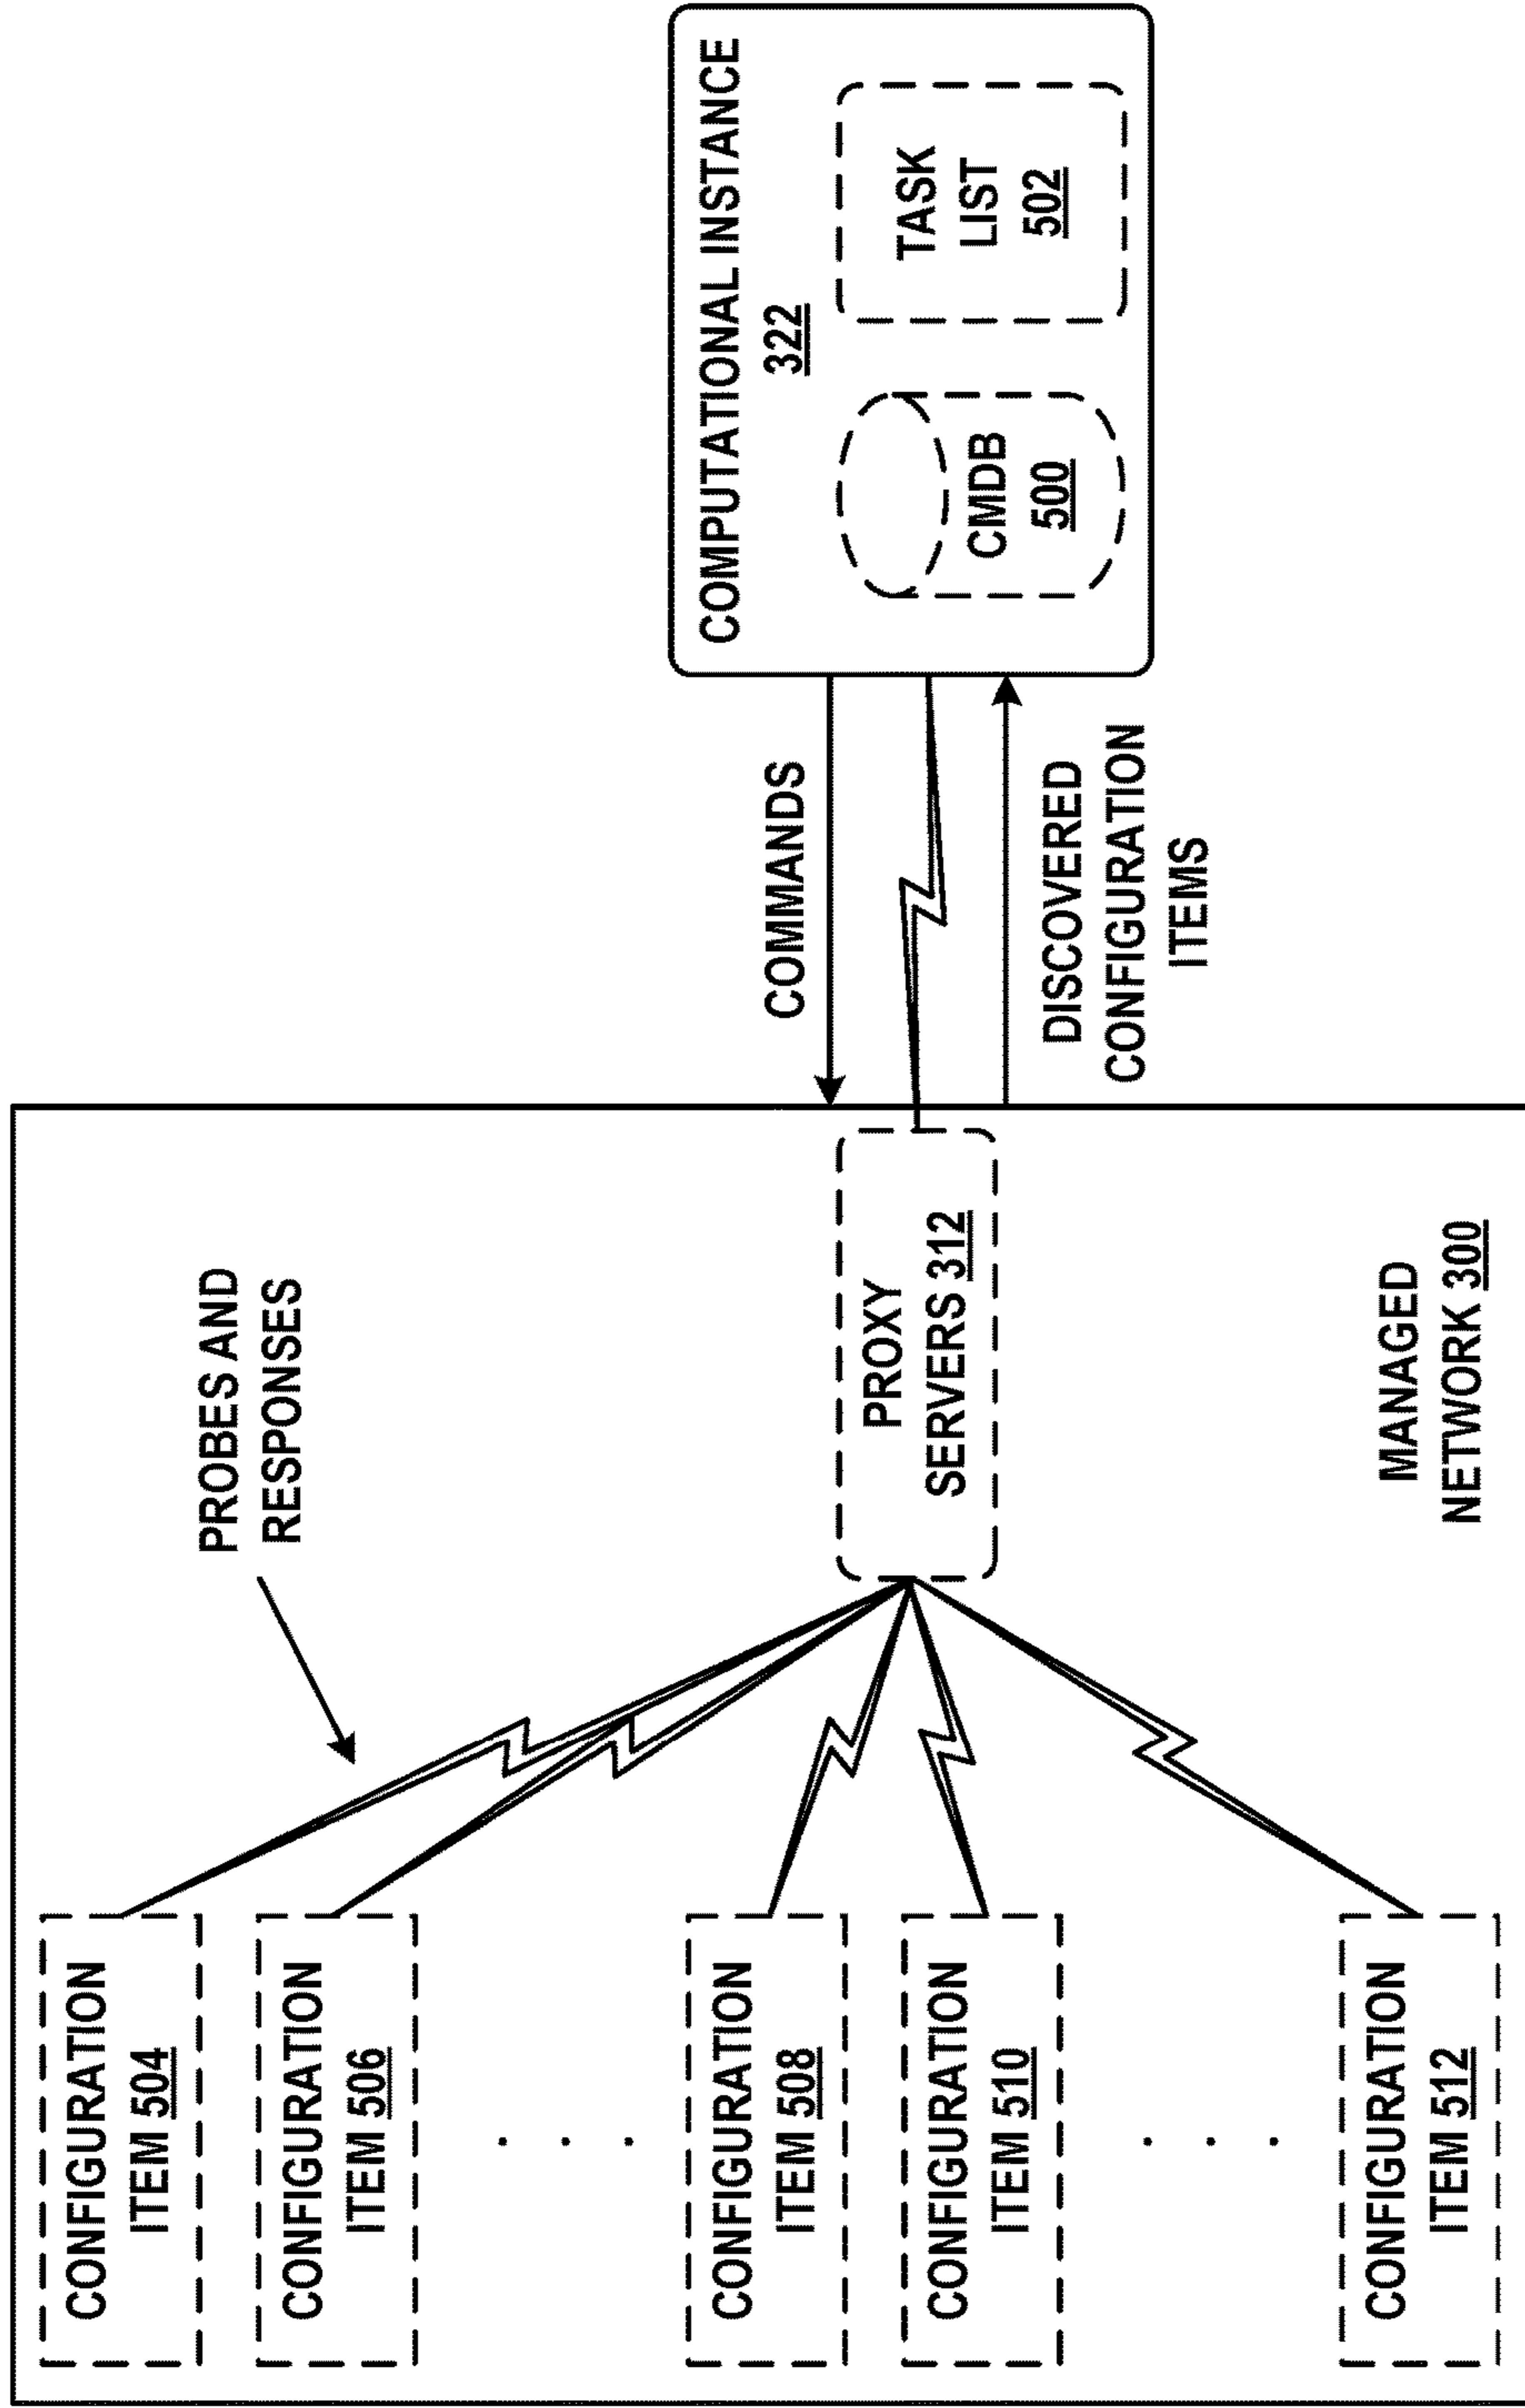 CONFIGURATION
ITEM 504
CONFIGURATION
ITEM 506
. . .
CONFIGURATION
ITEM 508
CONFIGURATION
ITEM 510
. . .
CONFIGURATION
ITEM 512
PROBES AND
RESPONSES
PROXY
SERVERS 312
MANAGED
NETWORK 300
COMMANDS
DISCOVERED
CONFIGURATION
ITEMS
COMPUTATIONAL INSTANCE
322
CMDB
500
TASK
LIST
502